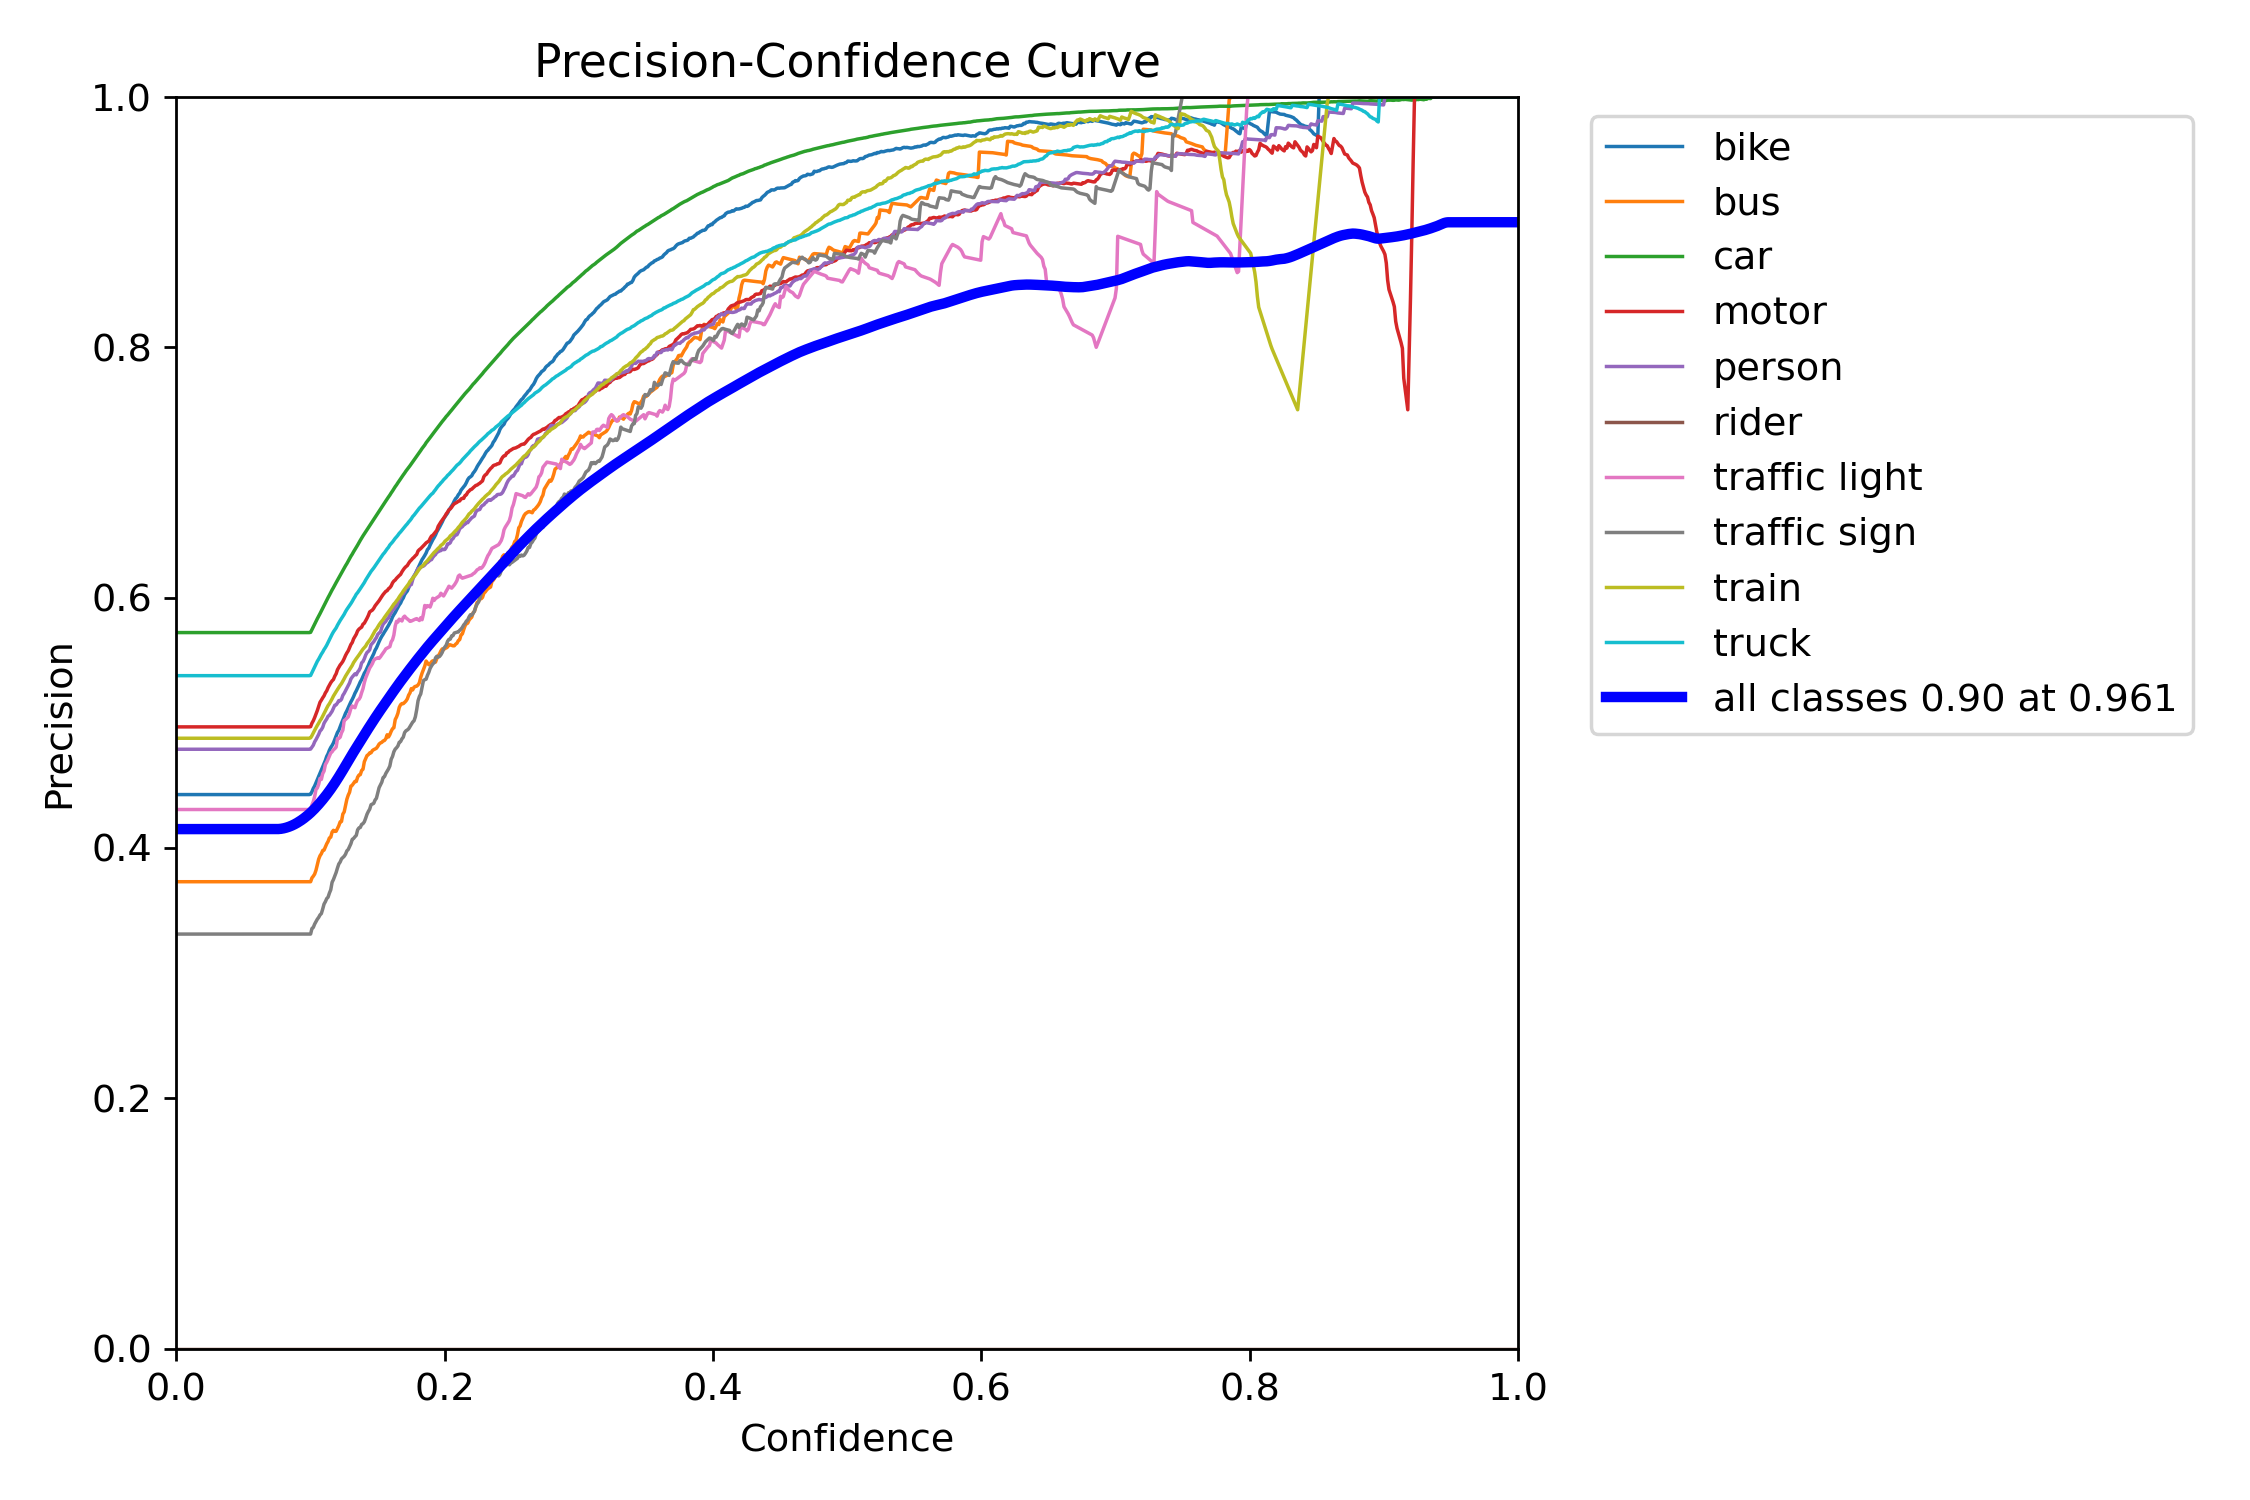 Precision-Confidence Curve
1.0
0.8
0.6
0.4
0.2
0.0
Precision
0.0 0.2 0.4 0.6 0.8 1.0
Confidence
bike
bus
car
motor
person
rider
traffic light
traffic sign
train
truck
all classes 0.90 at 0.961